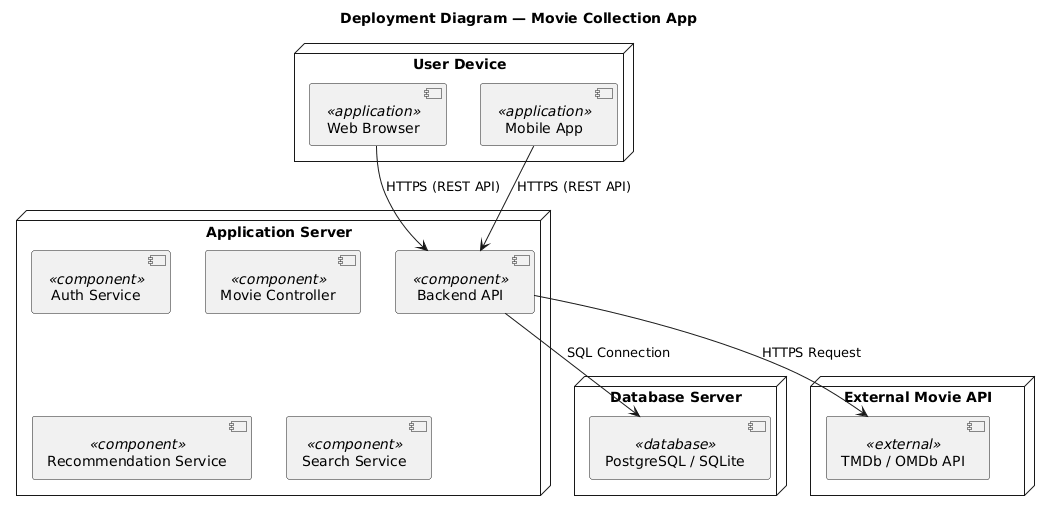 Deployment Diagram — Movie Collection App
User Device
«application»
Web Browser
«application»
Mobile App
HTTPS (REST API)
HTTPS (REST API)
Application Server
«component»
Auth Service
«component»
Movie Controller
«component»
Backend API
SQL Connection
HTTPS Request
«component»
Recommendation Service
«component»
Search Service
Database Server
«database»
PostgreSQL / SQLite
External Movie API
«external»
TMDb / OMDb API